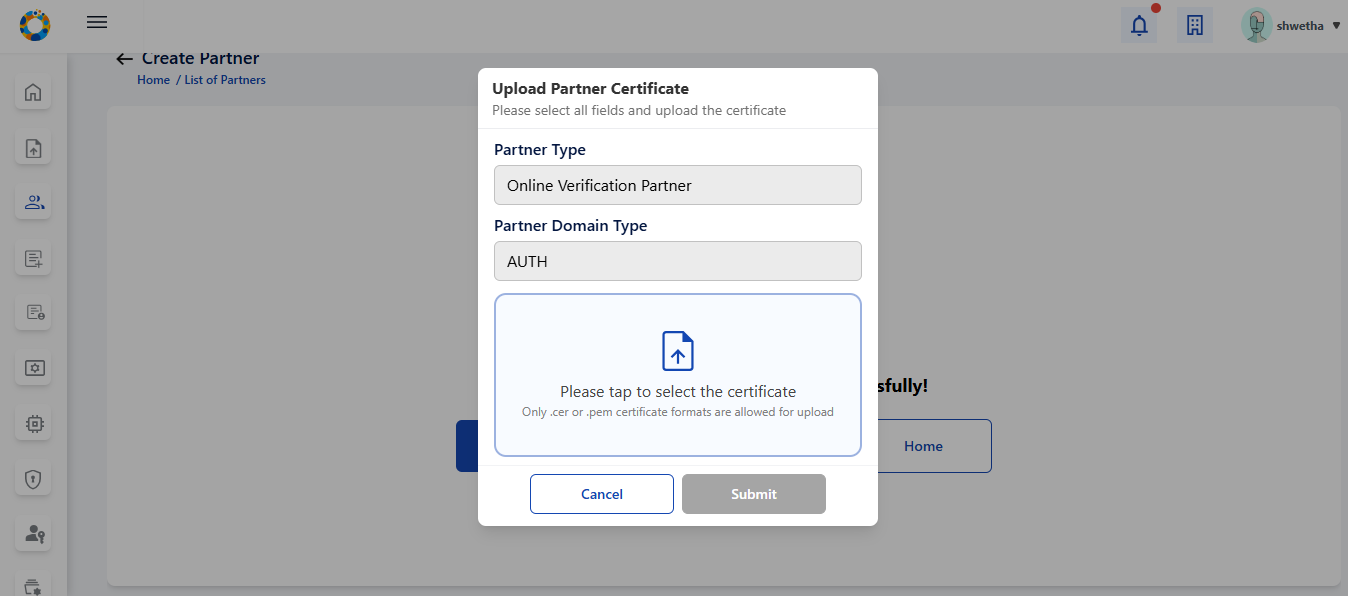 shwetha
Create Partner
Home / List of Partners
Upload Partner Certificate
Please select all fields and upload the certificate
Partner Type
Online Verification Partner
Partner Domain Type
AUTH
Please tap to select the certificate
Only .cer or .pem certificate formats are allowed for upload
sfully!
Home
Cancel
Submit